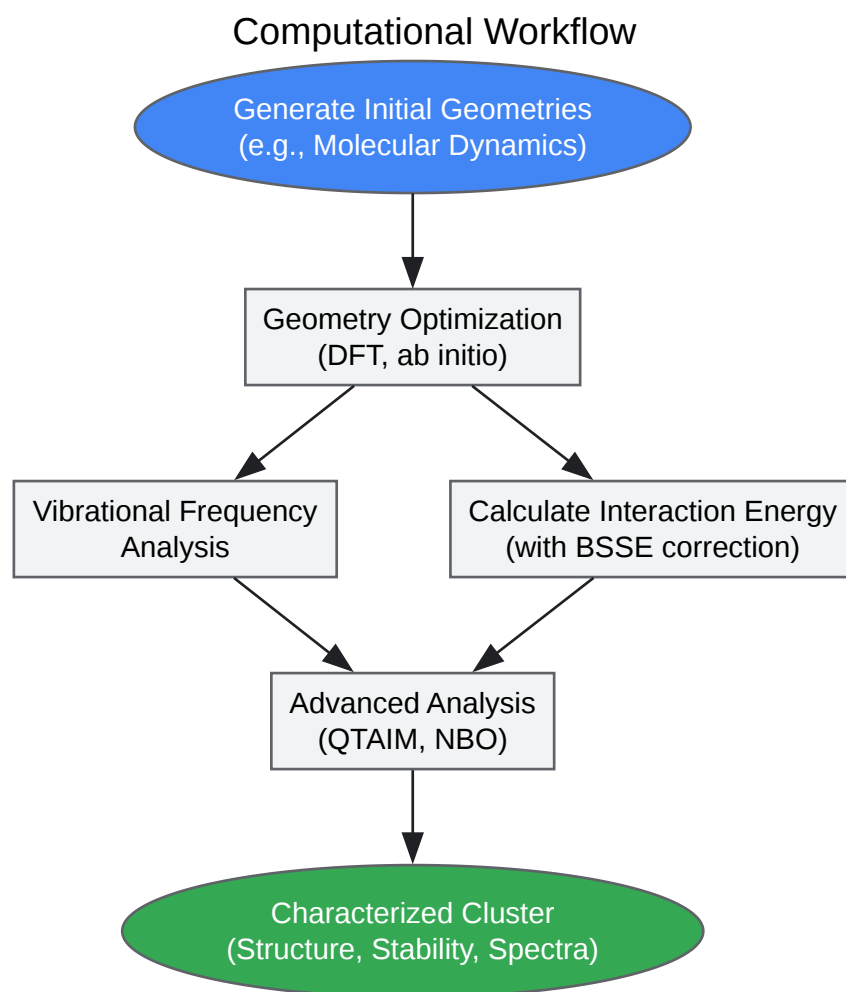 Computational Workflow
Generate Initial Geometries
(e.g., Molecular Dynamics)
Geometry Optimization
(DFT, ab initio)
Vibrational Frequency
Analysis
Calculate Interaction Energy
(with BSSE correction)
Advanced Analysis
(QTAIM, NBO)
Characterized Cluster
(Structure, Stability, Spectra)